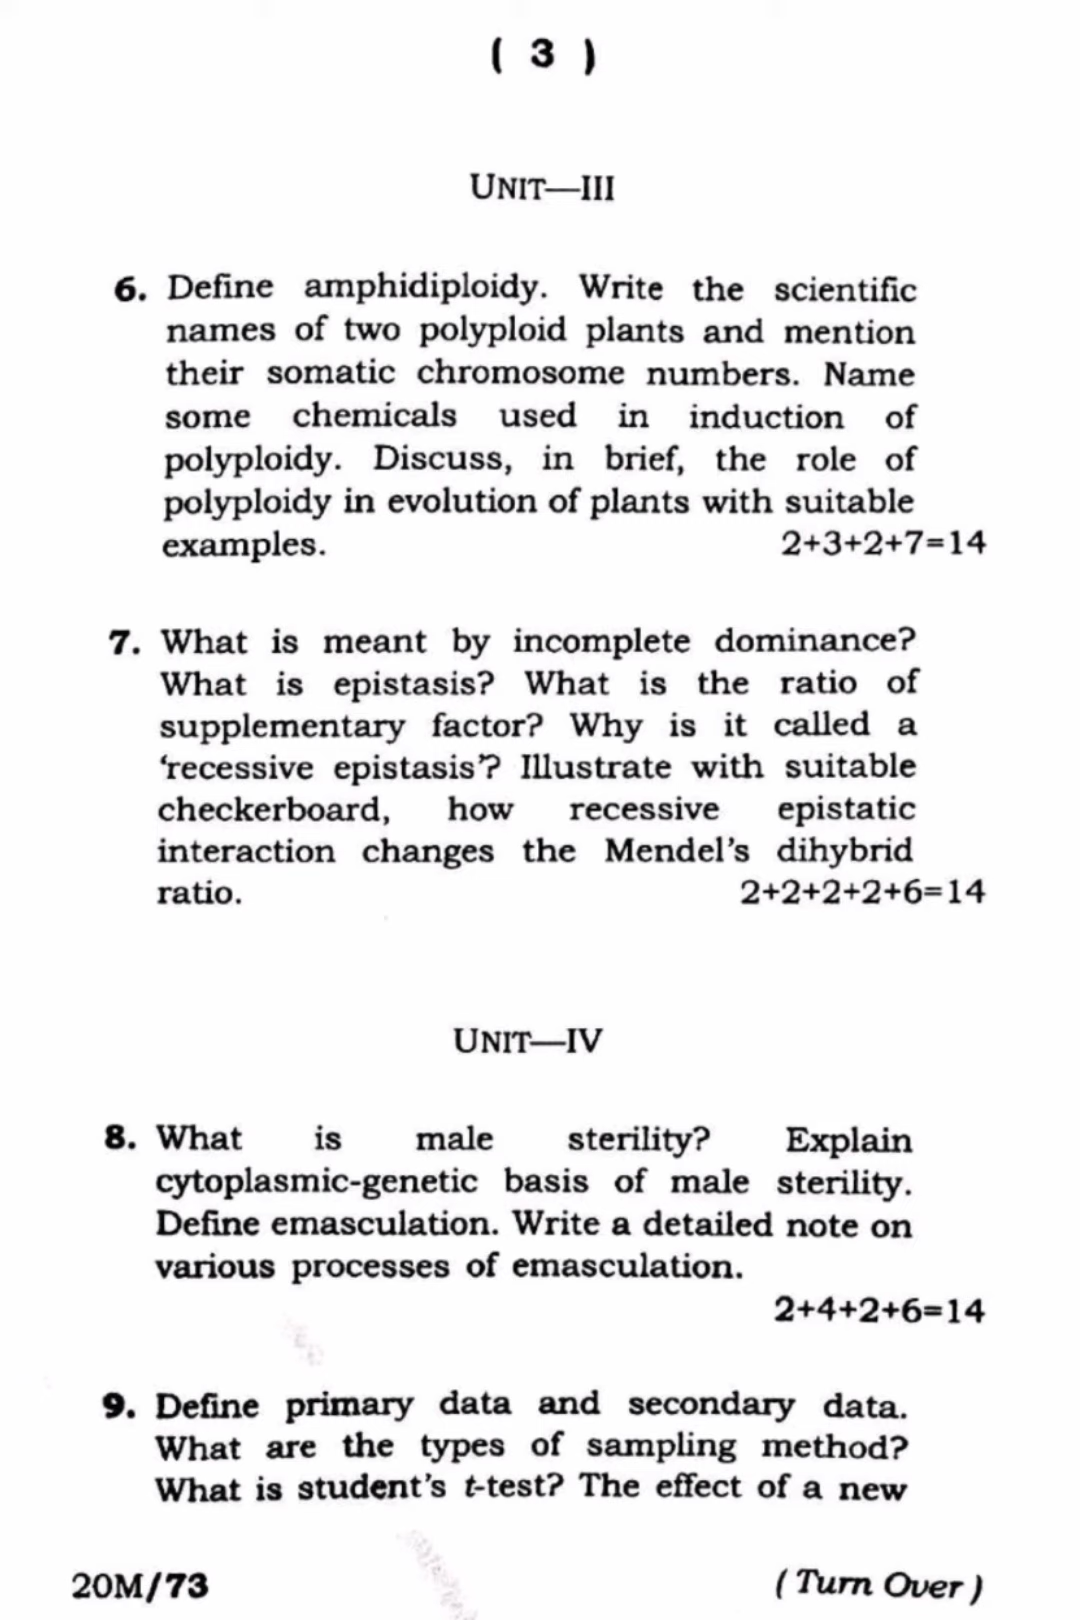 ( 3 )
UNIT—III
6. Define amphidiploidy. Write the scientific
names of two polyploid plants and mention
their somatic chromosome numbers. Name
some chemicals used in induction of
polyploidy. Discuss, in brief, the role of
polyploidy in evolution of plants with suitable
examples. 2+3+2+7=14
7. What is meant by incomplete dominance?
What is epistasis? What is the ratio of
supplementary factor? Why is it called a
‘recessive epistasis’? Illustrate with suitable
checkerboard, how recessive epistatic
interaction changes the Mendel’s dihybrid
ratio. 2+2+2+2+6=14
UNIT—IV
8. What is male sterility? Explain
cytoplasmic-genetic basis of male sterility.
Define emasculation. Write a detailed note on
various processes of emasculation.
2+4+2+6=14
9. Define primary data and secondary data.
What are the types of sampling method?
What is student’s t-test? The effect of a new
20M/73 ( Turn Over )